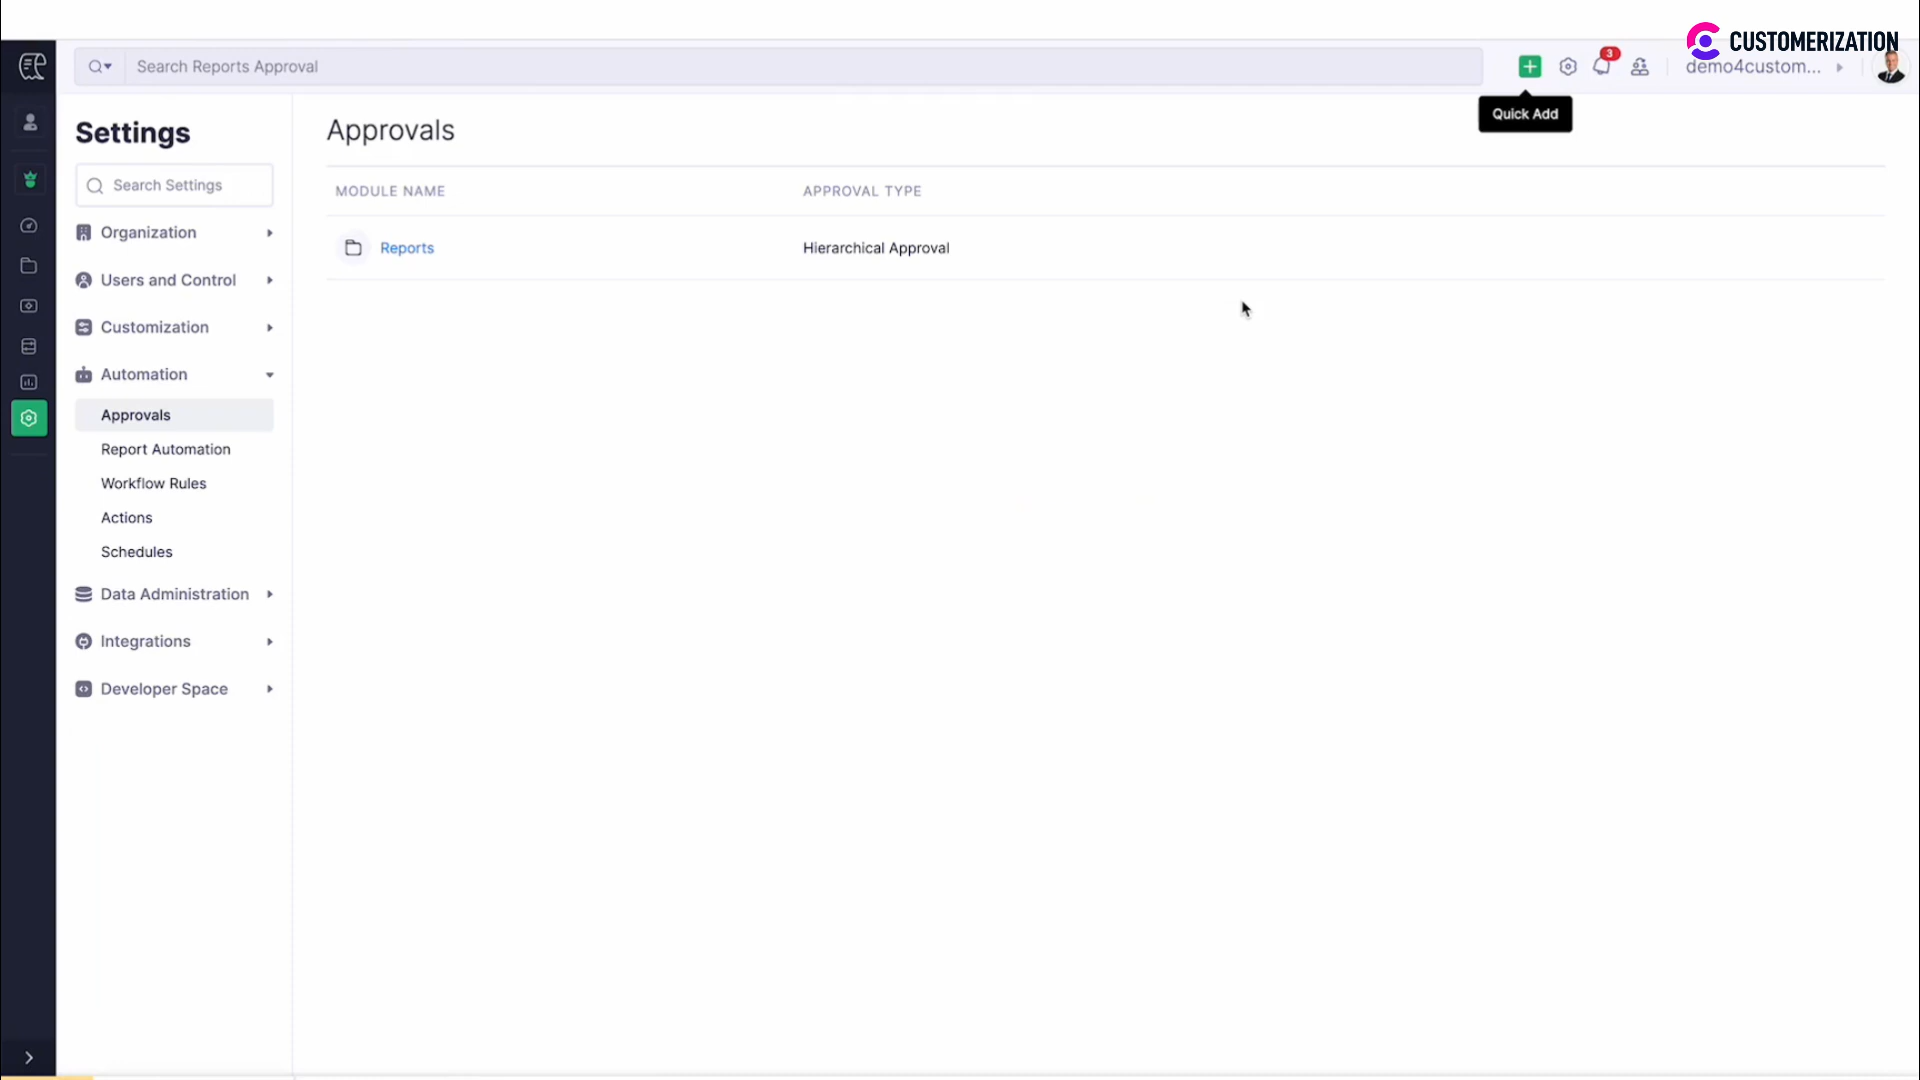 CUSTOMERIZATION
Search Reports Approval
3
demo4custom...
Quick Add
Settings
Search Settings
Organization
Users and Control
Customization
Automation
Approvals
Report Automation
Workflow Rules
Actions
Schedules
Data Administration
Integrations
Developer Space
Approvals
MODULE NAME APPROVAL TYPE
Reports Hierarchical Approval